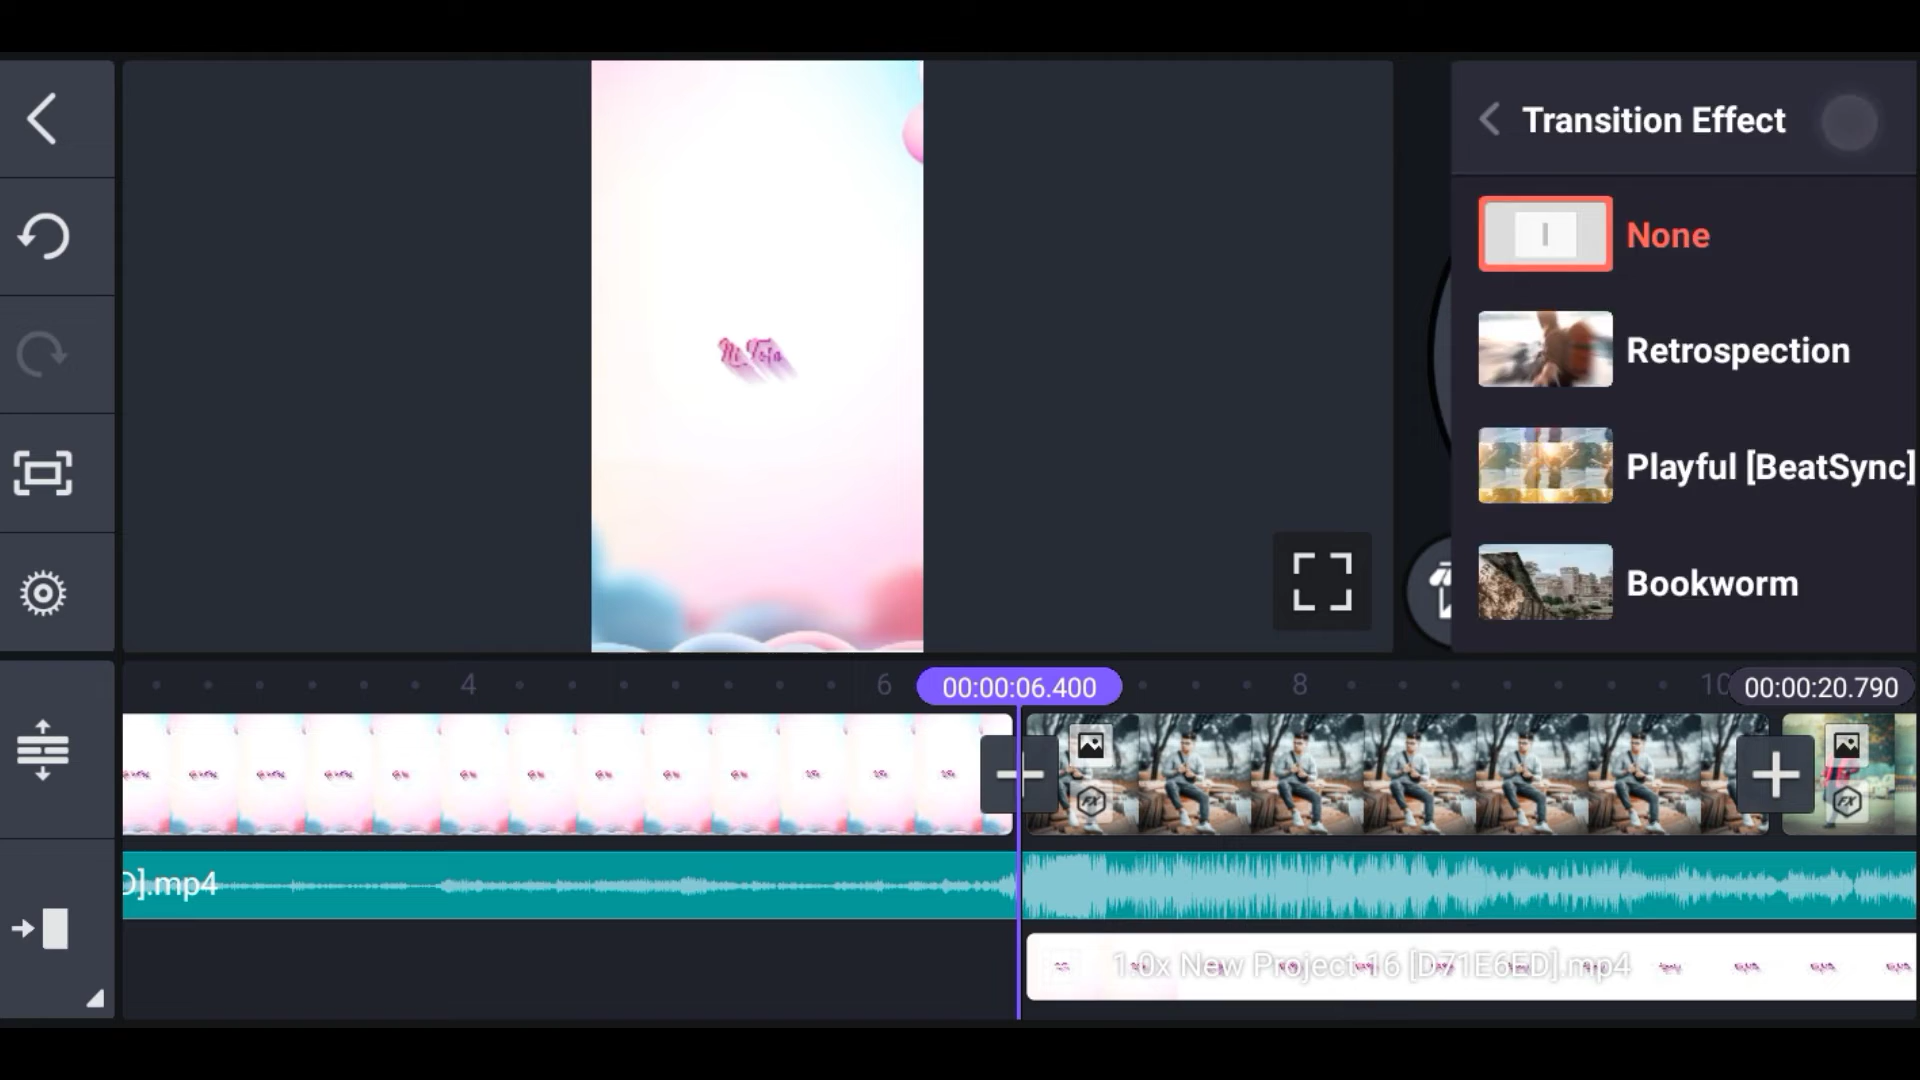 Transition Effect
None
Retrospection
Playful [BeatSync]
Bookworm
4
6
00:00:06.400
8
10
00:00:20.790
D].mp4
1.0x New Project 16 [D71E6ED].mp4